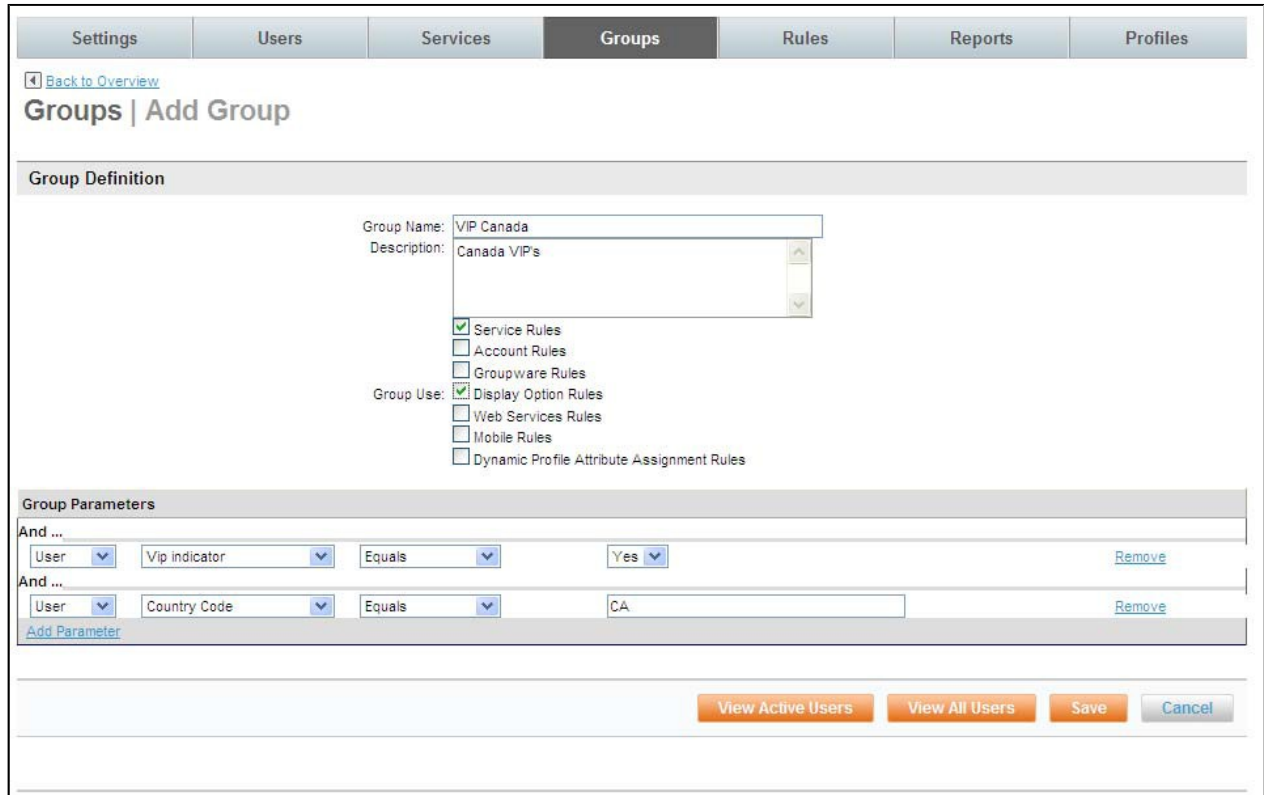 Settings Users Services Groups Rules Reports Profiles
Back to Overview
Groups | Add Group
Group Definition
Group Name: VIP Canada
Description: Canada VIP's
Service Rules
Account Rules
Groupware Rules
Group Use: Display Option Rules
Web Services Rules
Mobile Rules
Dynamic Profile Attribute Assignment Rules
Group Parameters
And ...
User Vip indicator Equals Yes Remove
And ...
User Country Code Equals CA Remove
Add Parameter
View Active Users View All Users Save Cancel